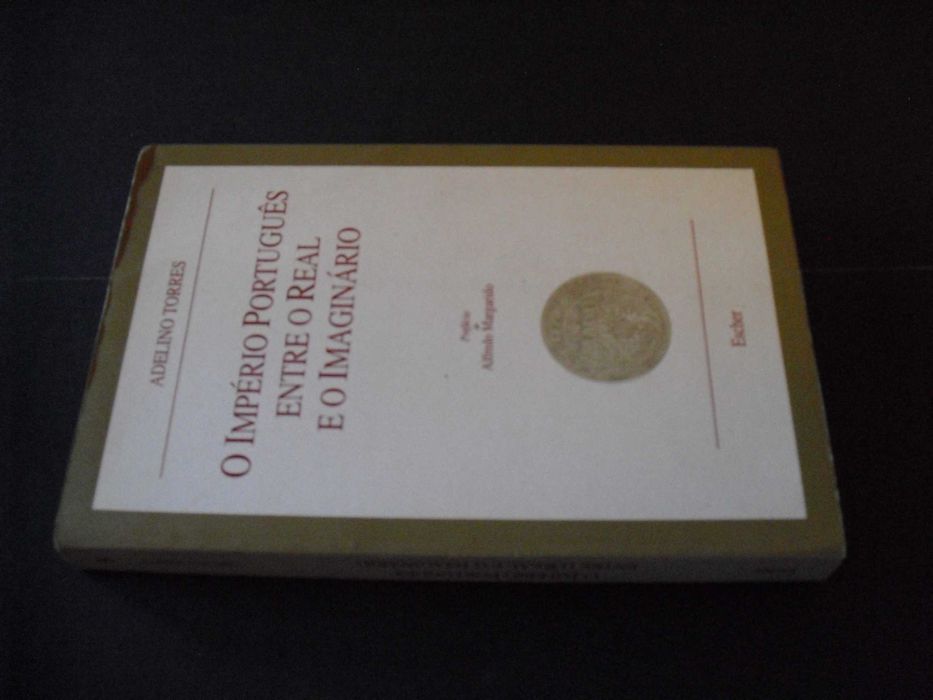 ADELINO TORRES
O IMPÉRIO PORTUGUÊS
ENTRE O REAL
E O IMAGINÁRIO
Prefácio
de
Alfredo Margarido
Escher